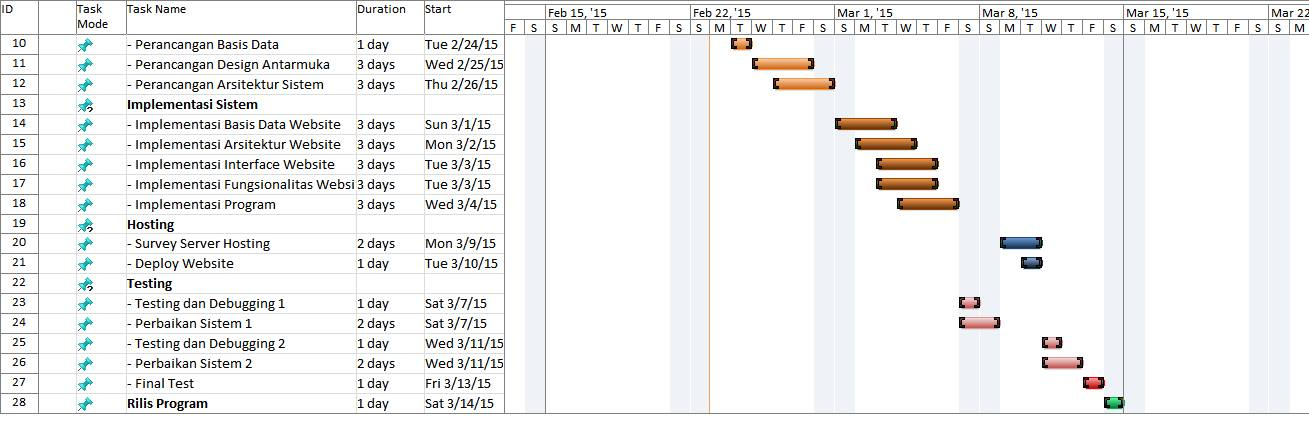 ID Task Mode Task Name Duration Start
Feb 15, '15 Feb 22, '15 Mar 1, '15 Mar 8, '15 Mar 15, '15 Mar 22
F S S M T W T F S S M T W T F S S M T W T F S S M T W T F S S M T W T F S S M
10 - Perancangan Basis Data 1 day Tue 2/24/15
11 - Perancangan Design Antarmuka 3 days Wed 2/25/15
12 - Perancangan Arsitektur Sistem 3 days Thu 2/26/15
13 Implementasi Sistem
14 - Implementasi Basis Data Website 3 days Sun 3/1/15
15 - Implementasi Arsitektur Website 3 days Mon 3/2/15
16 - Implementasi Interface Website 3 days Tue 3/3/15
17 - Implementasi Fungsionalitas Websi 3 days Tue 3/3/15
18 - Implementasi Program 3 days Wed 3/4/15
19 Hosting
20 - Survey Server Hosting 2 days Mon 3/9/15
21 - Deploy Website 1 day Tue 3/10/15
22 Testing
23 - Testing dan Debugging 1 1 day Sat 3/7/15
24 - Perbaikan Sistem 1 2 days Sat 3/7/15
25 - Testing dan Debugging 2 1 day Wed 3/11/15
26 - Perbaikan Sistem 2 2 days Wed 3/11/15
27 - Final Test 1 day Fri 3/13/15
28 Rilis Program 1 day Sat 3/14/15